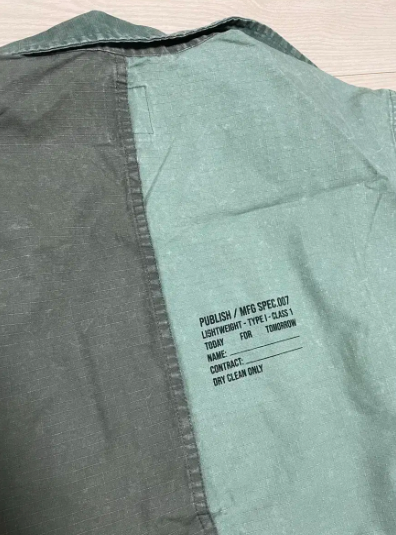 PUBLISH / MFG SPEC.007
LIGHTWEIGHT - TYPE I - CLASS 1
TODAY FOR TOMORROW
NAME:
CONTRACT:
DRY CLEAN ONLY